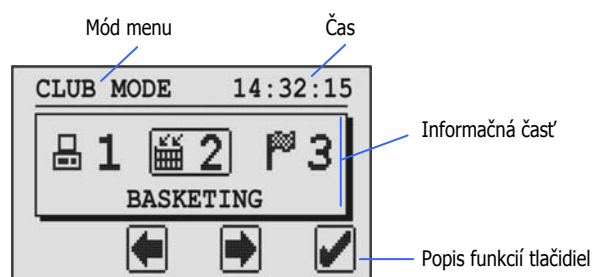 Mód menu
Čas
CLUB MODE 14:32:15
1 2 3
BASKETING
Informačná časť
Popis funkcií tlačidiel